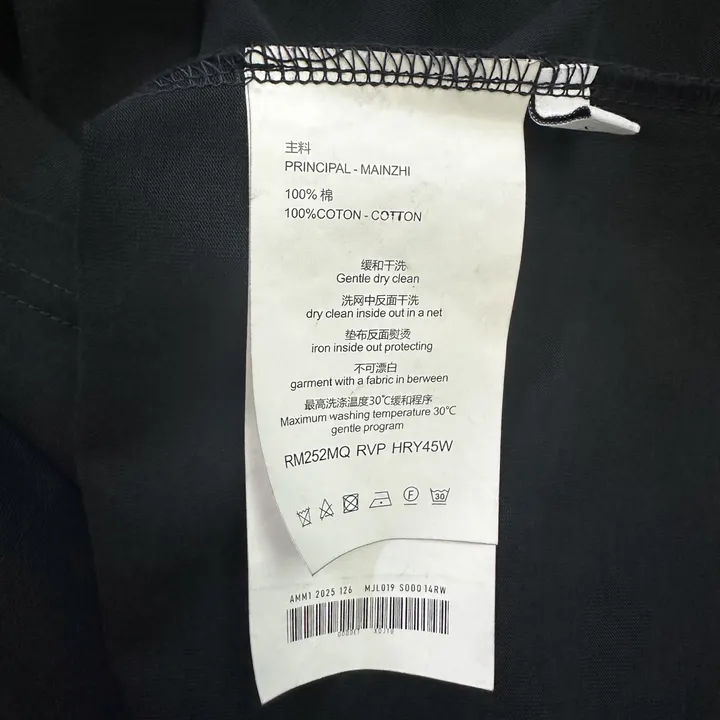 主料
PRINCIPAL - MAINZHI
100% 棉
100%COTON - COTTON
缓和干洗
Gentle dry clean
洗网中反面干洗
dry clean inside out in a net
垫布反面熨烫
iron inside out protecting
不可漂白
garment with a fabric in berween
最高洗涤温度30℃缓和程序
Maximum washing temperature 30℃
gentle program
RM252MQ RVP HRY45W
F 30
AMM1 2025 126 MJL019 S00014RW